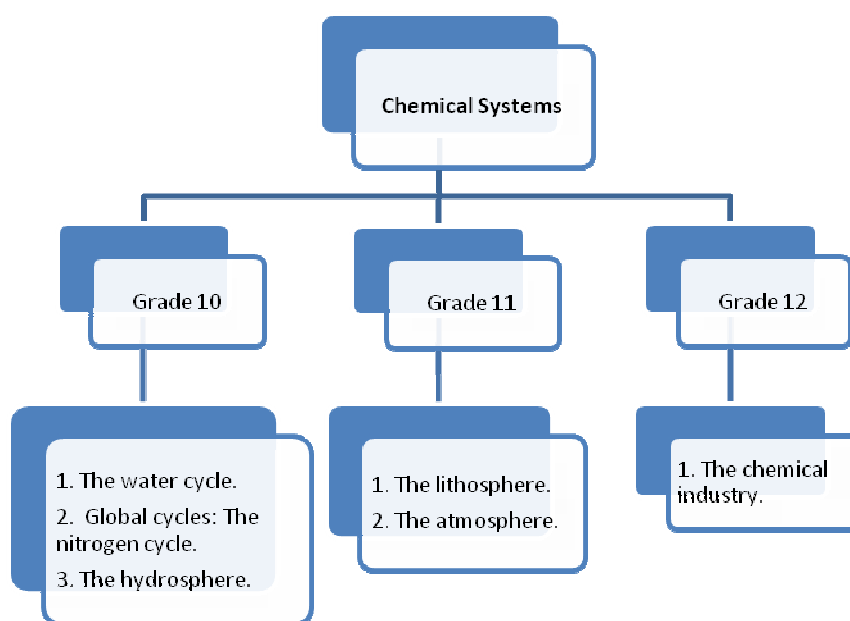 Chemical Systems
Grade 10
Grade 11
Grade 12
1. The water cycle.
2. Global cycles: The
nitrogen cycle.
3. The hydrosphere.
1. The lithosphere.
2. The atmosphere.
1. The chemical
industry.